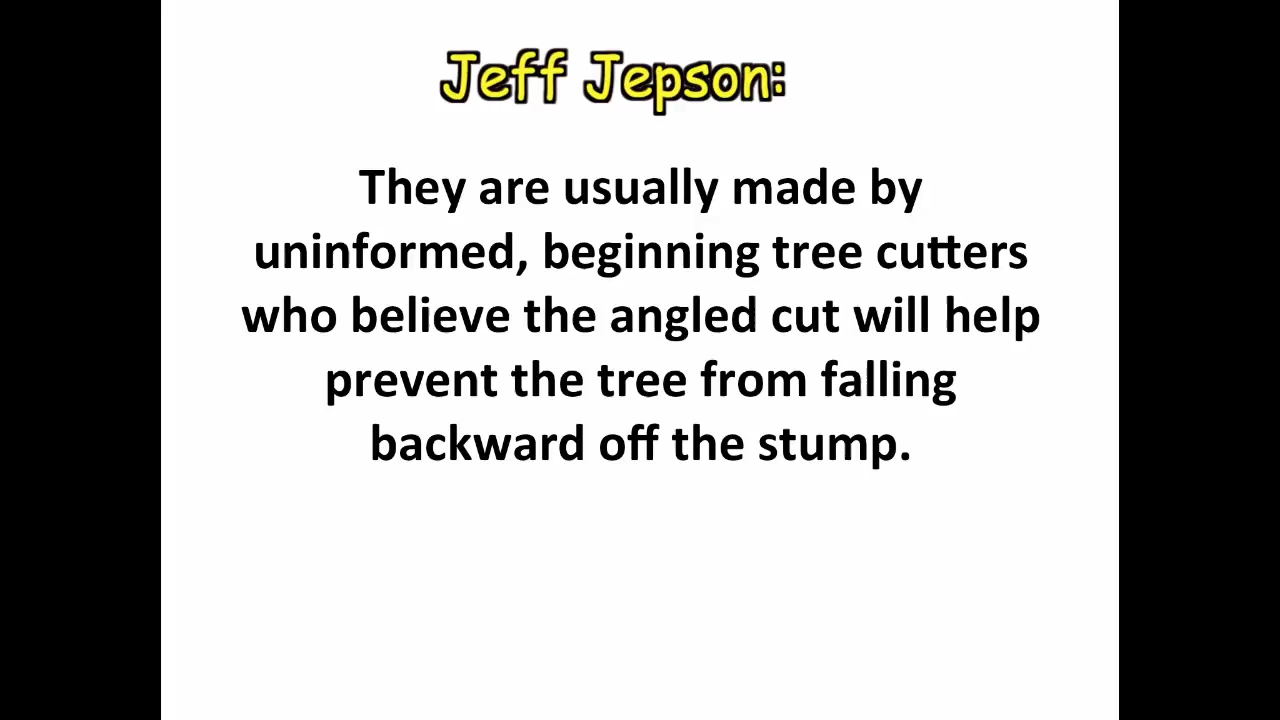 Jeff Jepson:
They are usually made by
uninformed, beginning tree cutters
who believe the angled cut will help
prevent the tree from falling
backward off the stump.